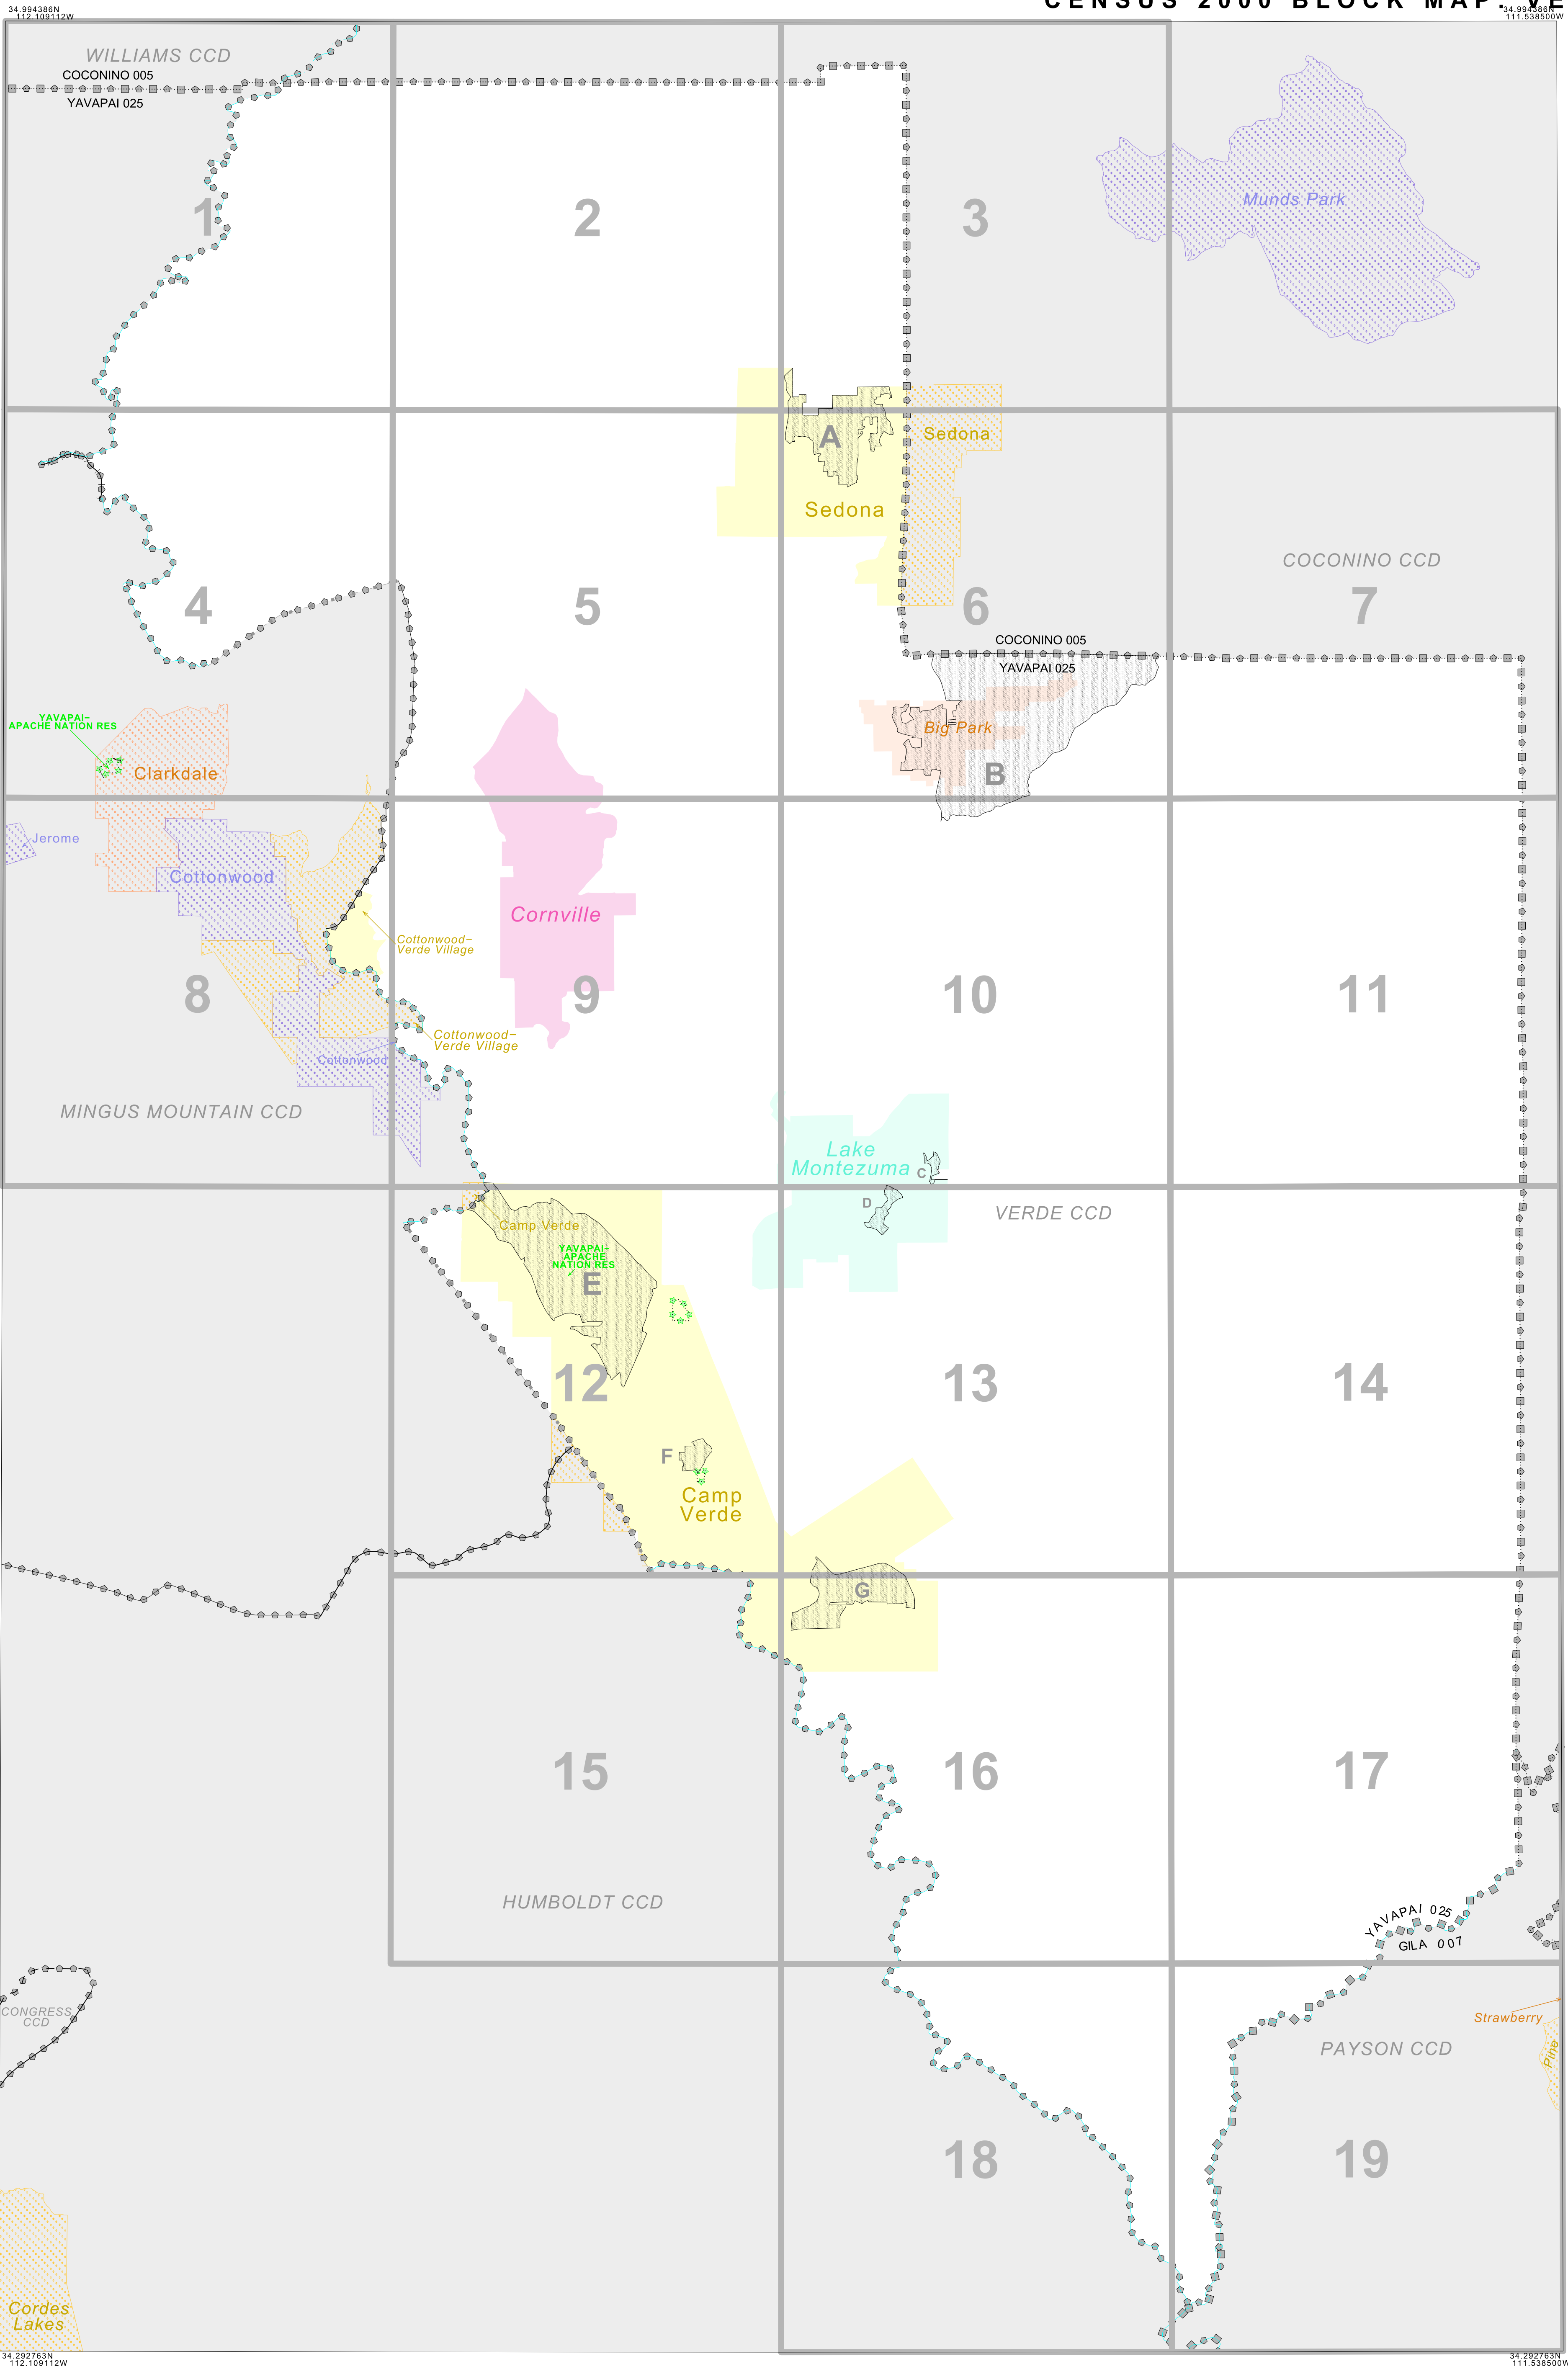 CENSUS 2000 BLOCK MAP: VE
34.994386N
112.109112W
34.994386N
111.538500W
WILLIAMS CCD
COCONINO 005
YAVAPAI 025
1
2
3
Munds Park
A
Sedona
Sedona
COCONINO CCD
4
5
6
7
COCONINO 005
YAVAPAI 025
YAVAPAI-
APACHE NATION RES
Clarkdale
Big Park
B
Jerome
Cottonwood
Cornville
Cottonwood-
Verde Village
8
9
10
11
Cottonwood-
Verde Village
Cottonwood
MINGUS MOUNTAIN CCD
Lake
Montezuma
C
D
VERDE CCD
Camp Verde
YAVAPAI-
APACHE
NATION RES
E
12
13
14
F
Camp
Verde
G
15
16
17
HUMBOLDT CCD
YAVAPAI 025
GILA 007
CONGRESS
CCD
Strawberry
PAYSON CCD
Pine
18
19
Cordes
Lakes
34.292763N
112.109112W
34.292763N
111.538500W